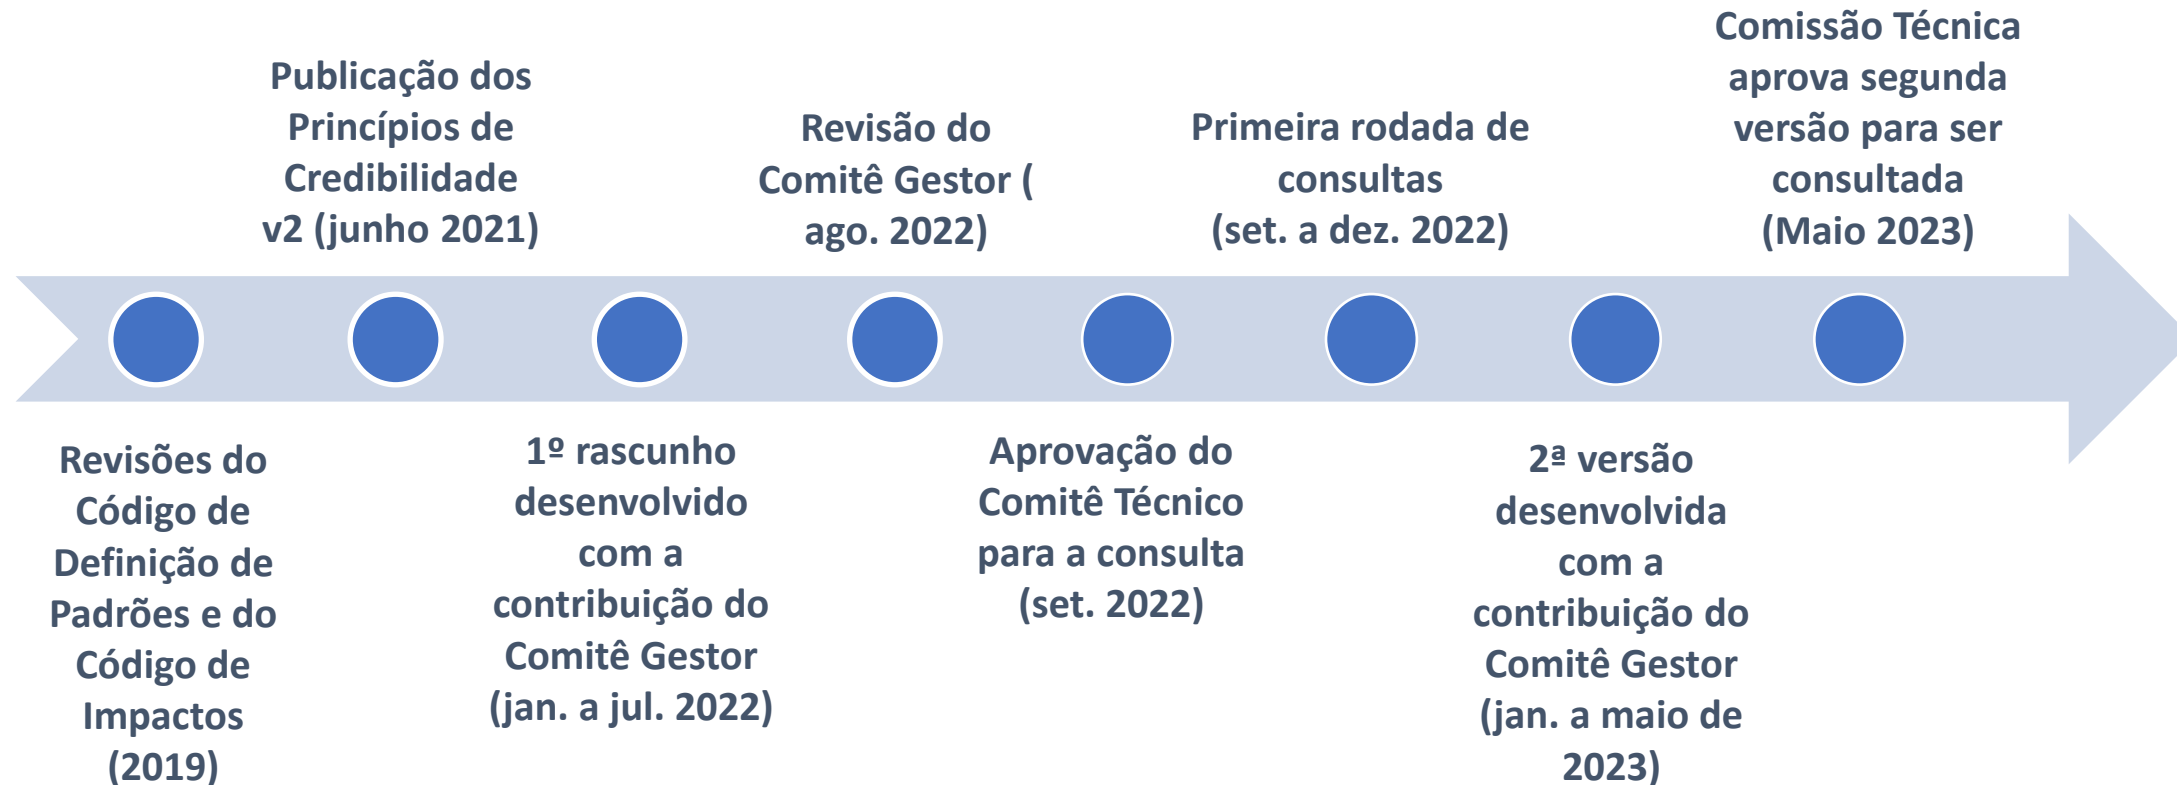 Revisões do
Código de
Definição de
Padrões e do
Código de
Impactos
(2019)
Publicação dos
Princípios de
Credibilidade
v2 (junho 2021)
1º rascunho
desenvolvido
com a
contribuição do
Comitê Gestor
(jan. a jul. 2022)
Revisão do
Comitê Gestor (
ago. 2022)
Aprovação do
Comitê Técnico
para a consulta
(set. 2022)
Primeira rodada de
consultas
(set. a dez. 2022)
2ª versão
desenvolvida
com a
contribuição do
Comitê Gestor
(jan. a maio de
2023)
Comissão Técnica
aprova segunda
versão para ser
consultada
(Maio 2023)